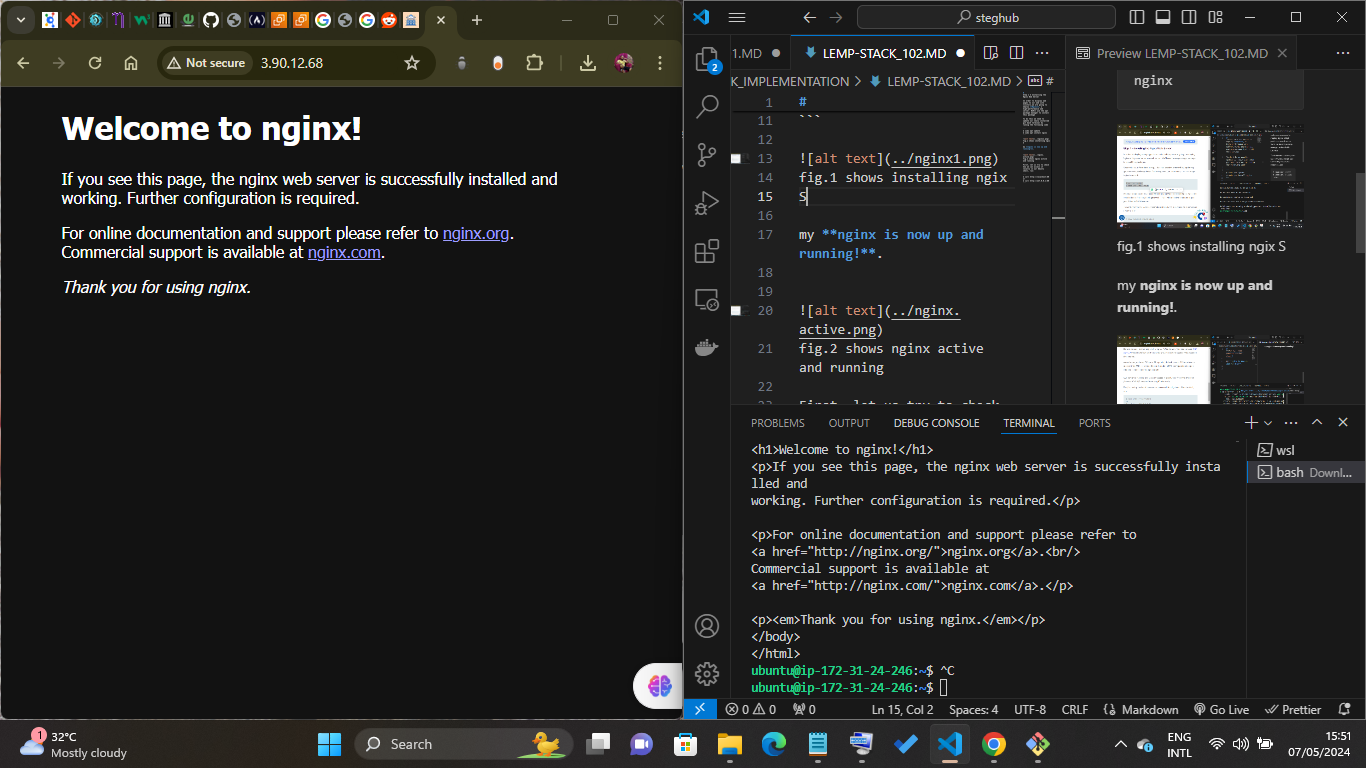 Not secure
3.90.12.68
Welcome to nginx!
If you see this page, the nginx web server is successfully installed and
working. Further configuration is required.
For online documentation and support please refer to nginx.org.
Commercial support is available at nginx.com.
Thank you for using nginx.
steghub
2
1.MD
LEMP-STACK_102.MD
K_IMPLEMENTATION > LEMP-STACK_102.MD > #
1 #
11 ```
12
13 ![alt text](../nginx1.png)
14 fig.1 shows installing ngix
15 S
16
17 my **nginx is now up and
running!**.
18
19
20 ![alt text](../nginx.
active.png)
21 fig.2 shows nginx active
and running
22
Preview LEMP-STACK_102.MD
nginx
fig.1 shows installing ngix S
my nginx is now up and
running!.
PROBLEMS OUTPUT DEBUG CONSOLE TERMINAL PORTS
<h1>Welcome to nginx!</h1>
<p>If you see this page, the nginx web server is successfully insta
lled and
working. Further configuration is required.</p>
<p>For online documentation and support please refer to
<a href="http://nginx.org/">nginx.org</a>.<br/>
Commercial support is available at
<a href="http://nginx.com/">nginx.com</a>.</p>
<p><em>Thank you for using nginx.</em></p>
</body>
</html>
ubuntu@ip-172-31-24-246:~$ ^C
ubuntu@ip-172-31-24-246:~$
wsl
bash Downl...
0 0 0 Ln 15, Col 2 Spaces: 4 UTF-8 CRLF Markdown Go Live Prettier
1
32°C
Mostly cloudy
Search
ENG
INTL
15:51
07/05/2024